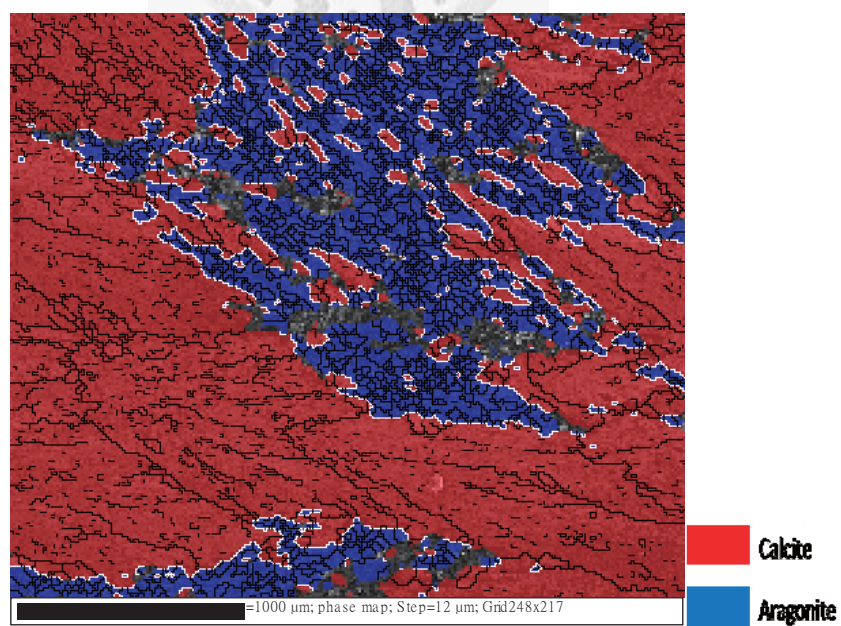 Calcite
=1000 µm; phase map; Step=12 µm; Grid248x217
Aragonite